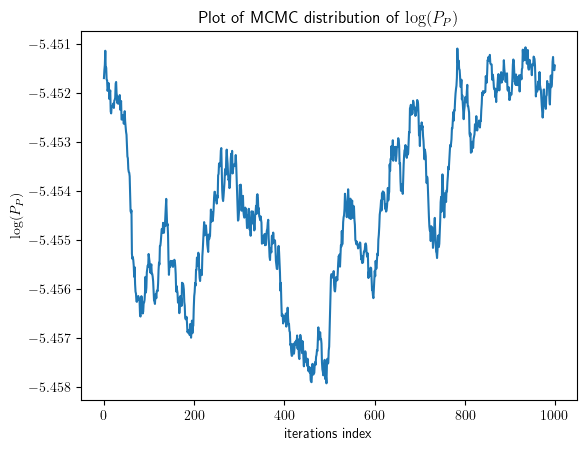 Plot of MCMC distribution of log(P_P)
−5.451
−5.452
−5.453
−5.454
−5.455
−5.456
−5.457
−5.458
log(P_P)
0 200 400 600 800 1000
iterations index